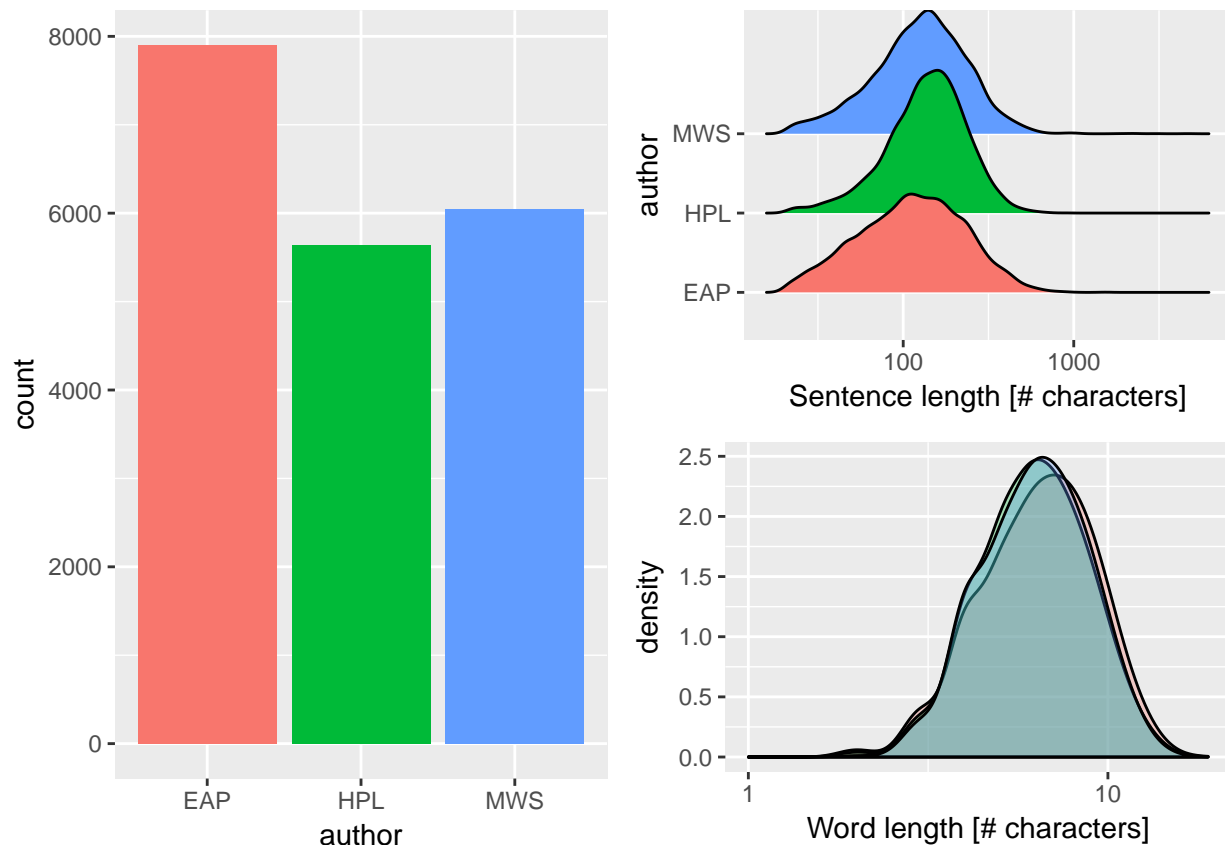 8000
6000
4000
2000
0
count
EAP HPL MWS
author
MWS
HPL
EAP
author
100 1000
Sentence length [# characters]
2.5
2.0
1.5
1.0
0.5
0.0
density
1 10
Word length [# characters]